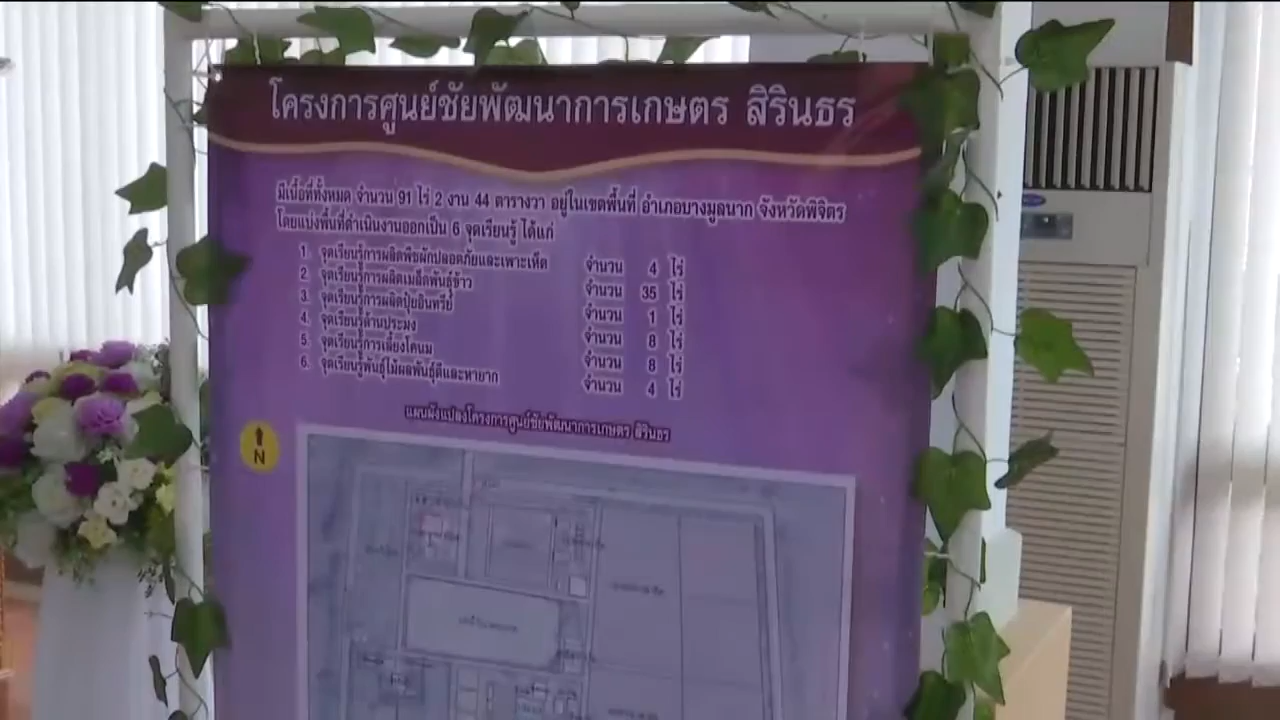 โครงการศูนย์ชัยพัฒนาการเกษตร สิรินธร
มีเนื้อที่ทั้งหมด จำนวน 91 ไร่ 2 งาน 44 ตารางวา อยู่ในเขตพื้นที่ อำเภอบางมูลนาก จังหวัดพิจิตร
โดยแบ่งพื้นที่ดำเนินงานออกเป็น 6 จุดเรียนรู้ ได้แก่
1. จุดเรียนรู้การผลิตพืชผักปลอดภัยและเพาะเห็ด จำนวน 4 ไร่
2 จุดเรียนรู้การผลิตเมล็ดพันธุ์ข้าว จำนวน 35 ไร่
3. จุดเรียนรู้การผลิตปุ๋ยอินทรีย์ จำนวน 1 ไร่
4. จุดเรียนรู้ด้านประมง จำนวน 8 ไร่
5. จุดเรียนรู้การเลี้ยงโคนม จำนวน 8 ไร่
6. จุดเรียนรู้พันธุ์ไม้ผลพันธุ์ดีและหายาก จำนวน 4 ไร่
แผนผังแปลงโครงการศูนย์ชัยพัฒนาการเกษตร สิรินธร
N